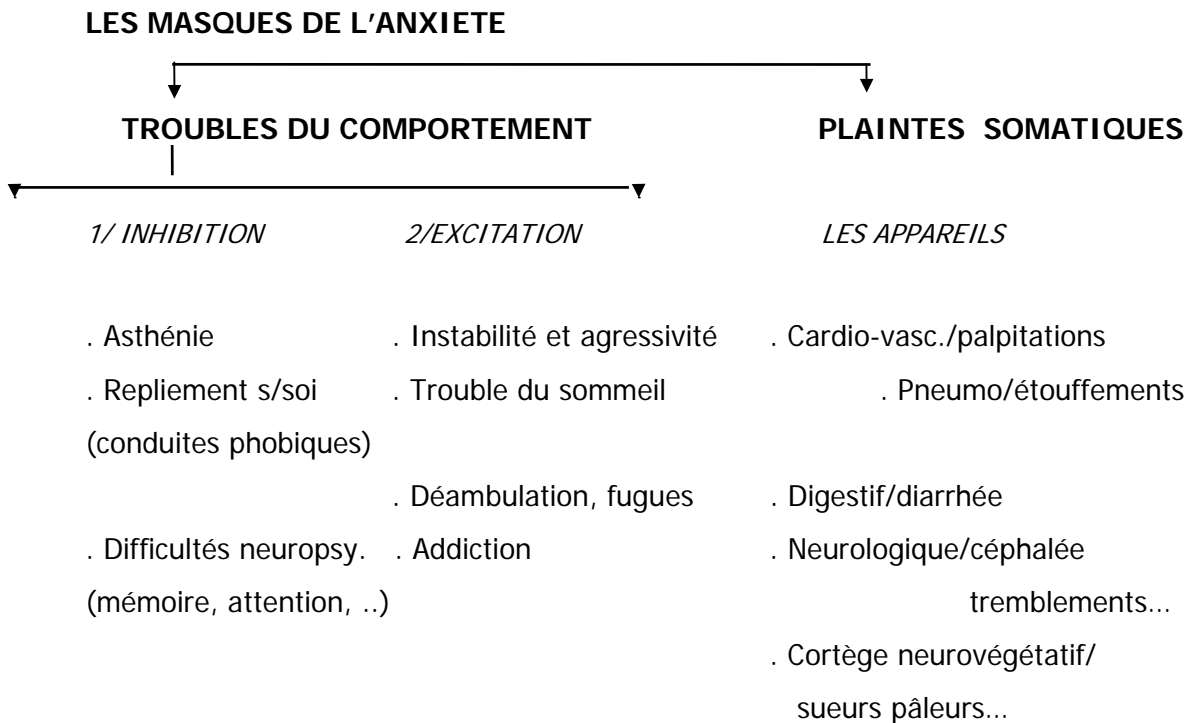 LES MASQUES DE L'ANXIETE
TROUBLES DU COMPORTEMENT PLAINTES SOMATIQUES
1/ INHIBITION 2/EXCITATION LES APPAREILS
. Asthénie . Instabilité et agressivité . Cardio-vasc./palpitations
. Repliement s/soi . Trouble du sommeil . Pneumo/étouffements
(conduites phobiques)
. Déambulation, fugues . Digestif/diarrhée
. Difficultés neuropsy. . Addiction . Neurologique/céphalée
(mémoire, attention, ..) tremblements...
. Cortège neurovégétatif/
sueurs pâleurs...